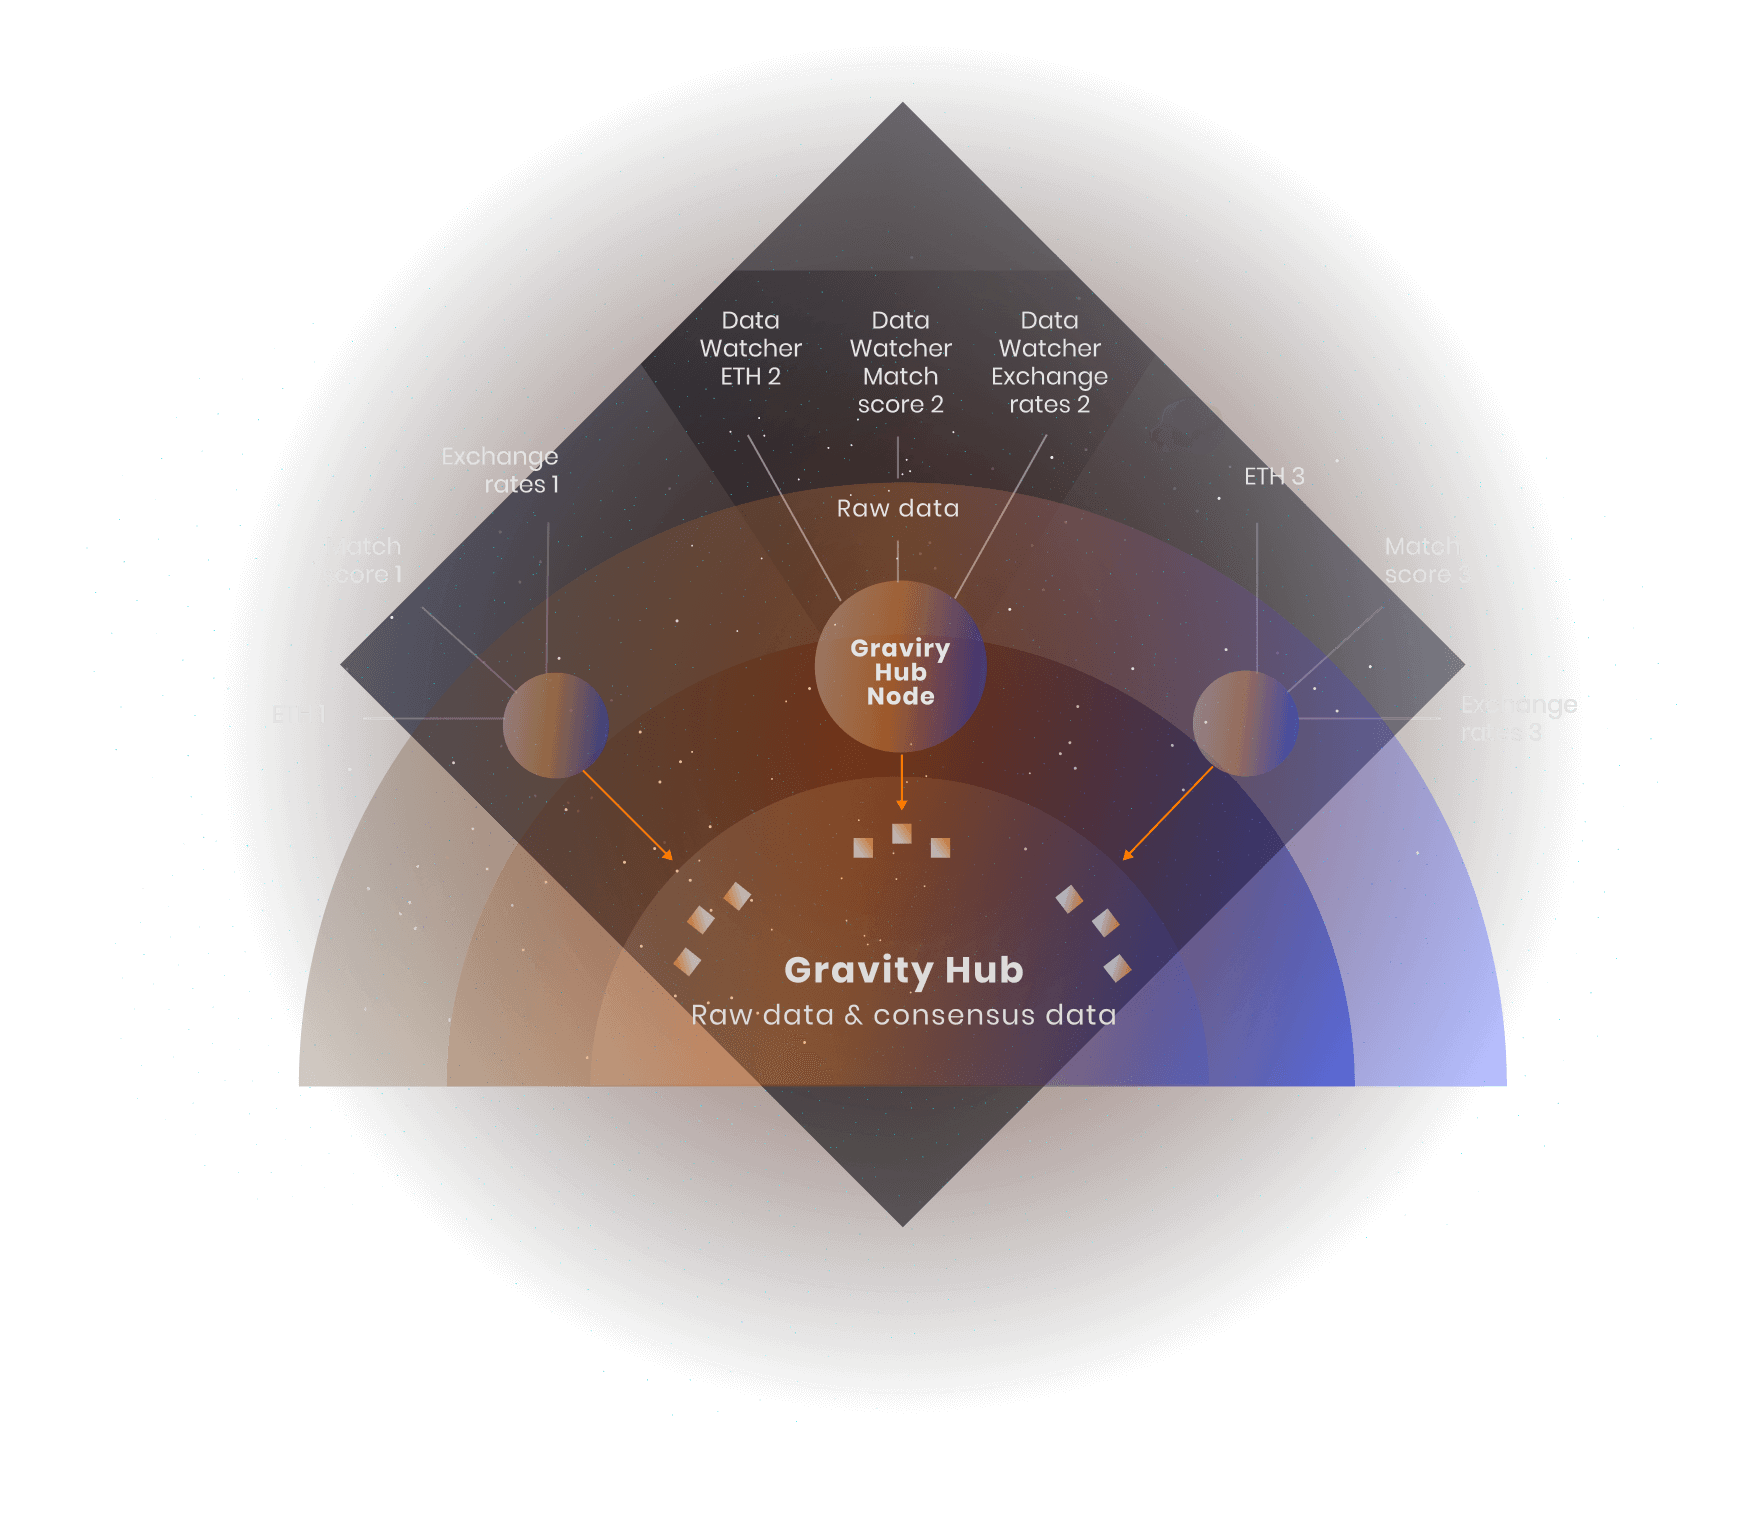 Data
Watcher
ETH 2
Data
Watcher
Match
score 2
Data
Watcher
Exchange
rates 2
Exchange
rates 1
ETH 3
Raw data
Match
score 1
Match
score 3
Graviry
Hub
Node
ETH 1
Exchange
rates 3
Gravity Hub
Raw data & consensus data